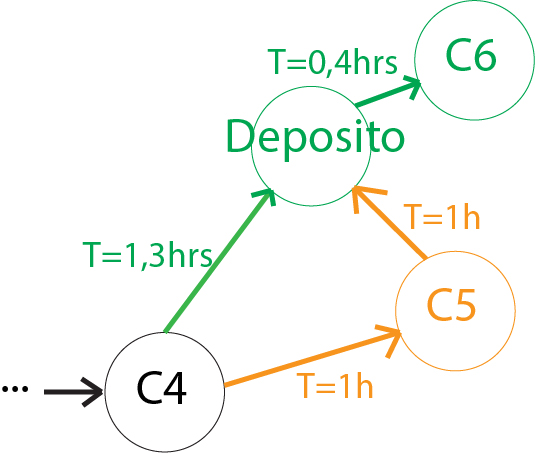 C6
T=0,4hrs
Deposito
T=1h
T=1,3hrs
C5
C4
T=1h
...